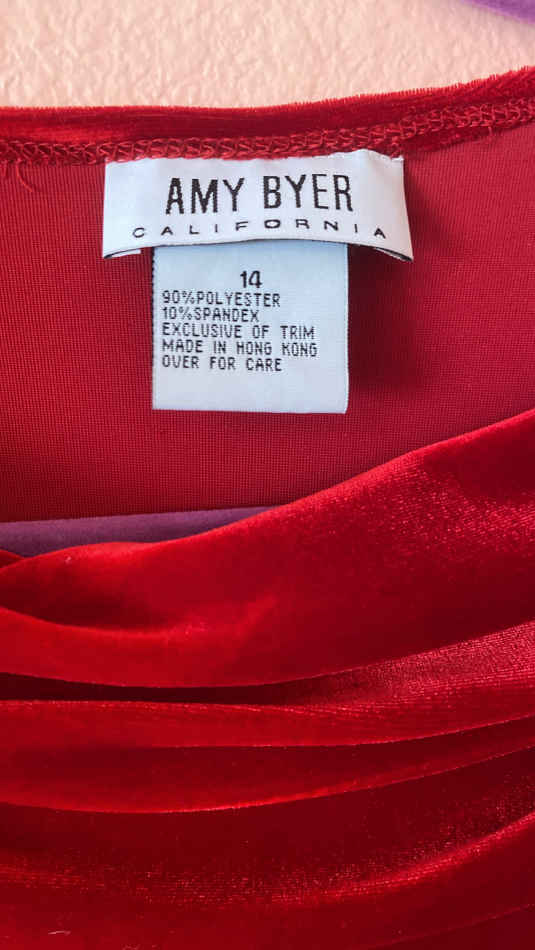 AMY BYER
CALIFORNIA
14
90%POLYESTER
10%SPANDEX
EXCLUSIVE OF TRIM
MADE IN HONG KONG
OVER FOR CARE